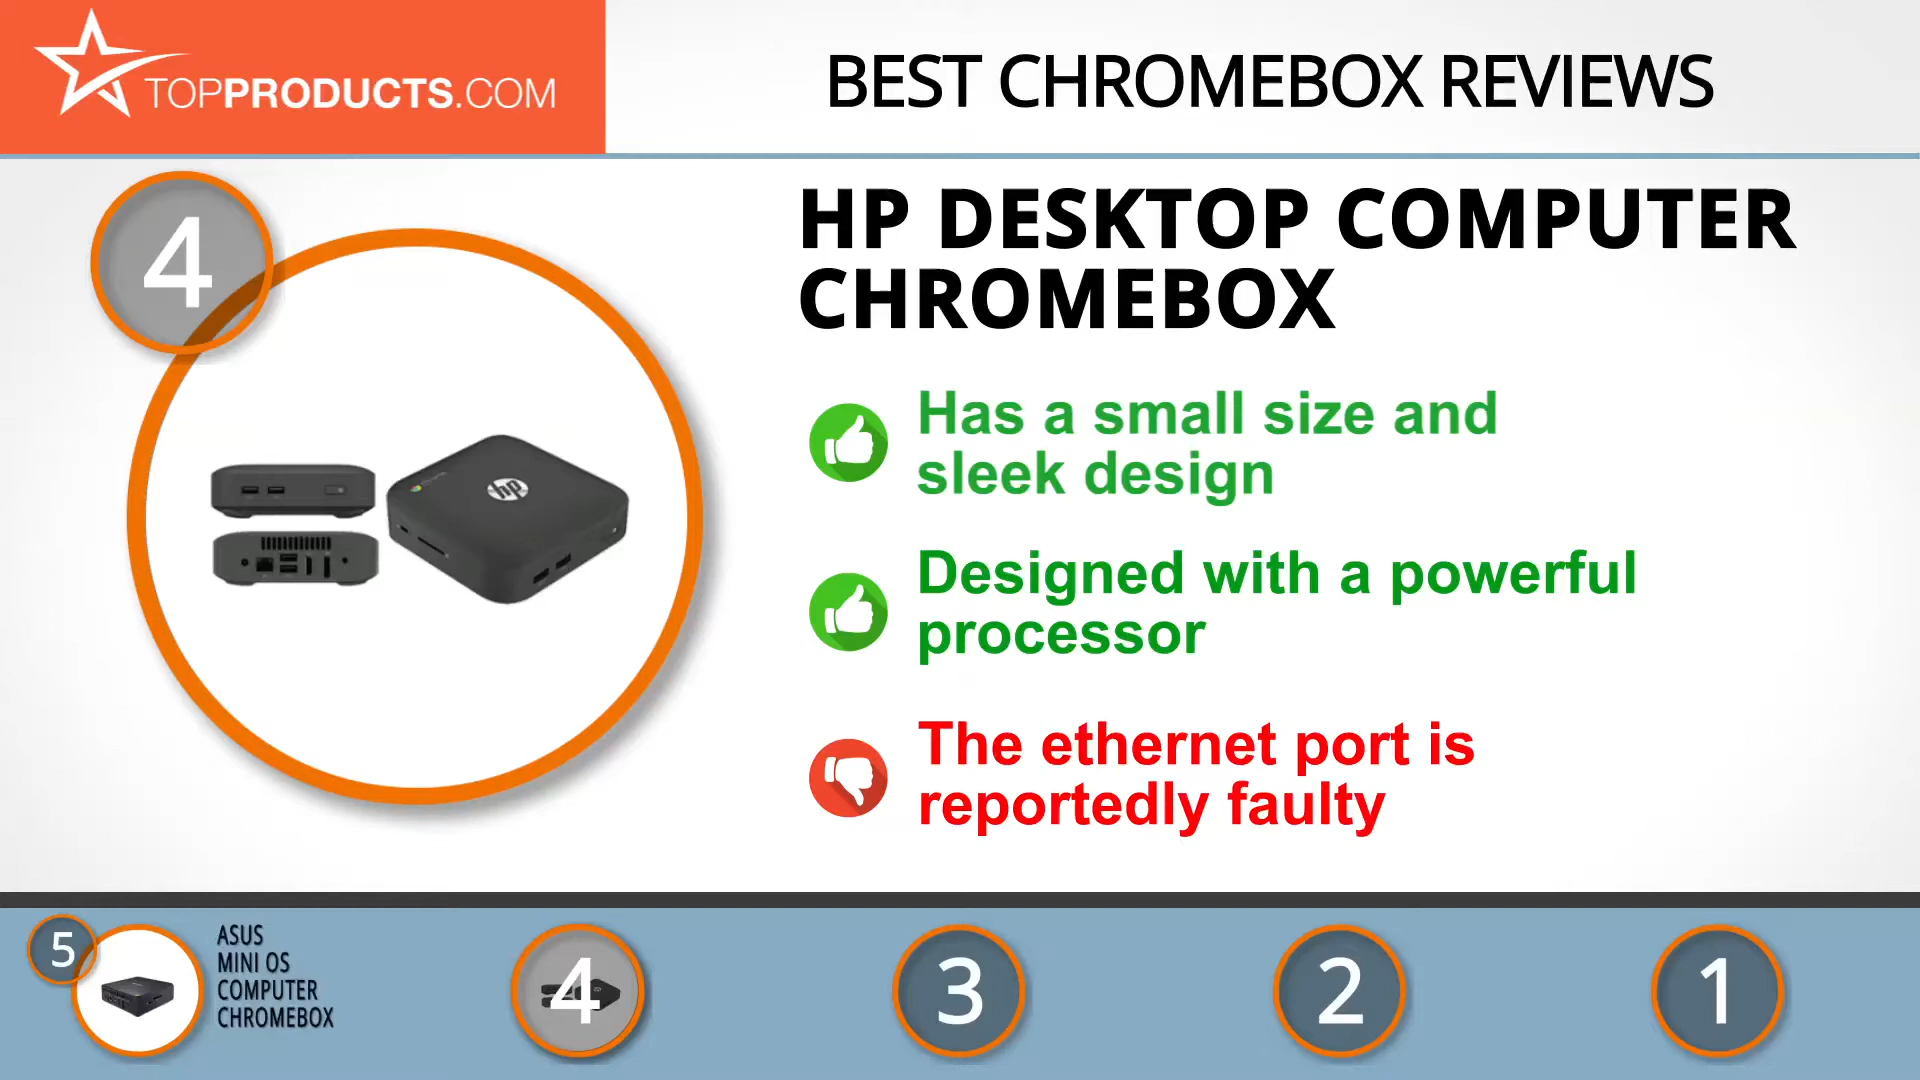 TOPPRODUCTS.COM
BEST CHROMEBOX REVIEWS
4
HP DESKTOP COMPUTER
CHROMEBOX
hp
Has a small size and
sleek design
Designed with a powerful
processor
The ethernet port is
reportedly faulty
5
ASUS
MINI OS
COMPUTER
CHROMEBOX
4
3
2
1